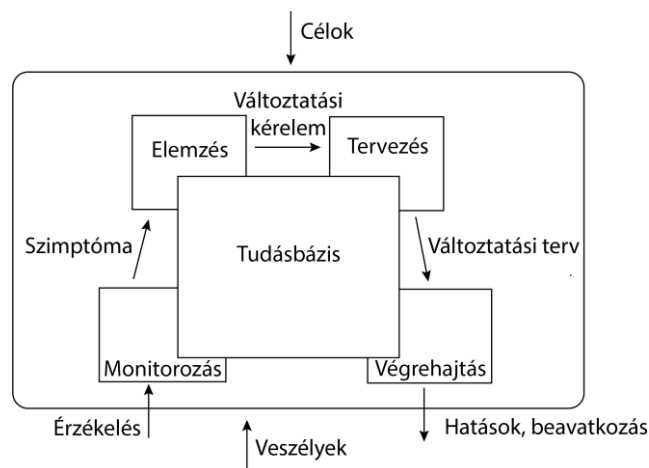 Célok
Változtatási
kérelem
Elemzés
Tervezés
Szimptóma
Tudásbázis
Változtatási terv
Monitorozás
Végrehajtás
Érzékelés
Veszélyek
Hatások, beavatkozás